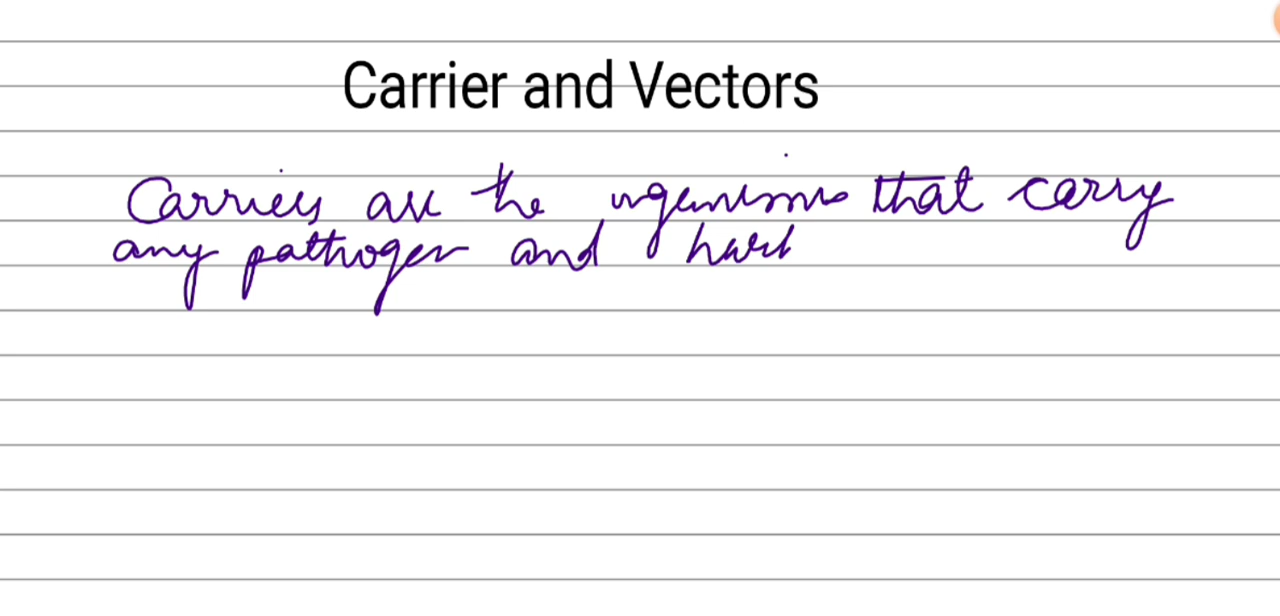 Carrier and Vectors
Carriers are the organisms that carry
any pathogen and